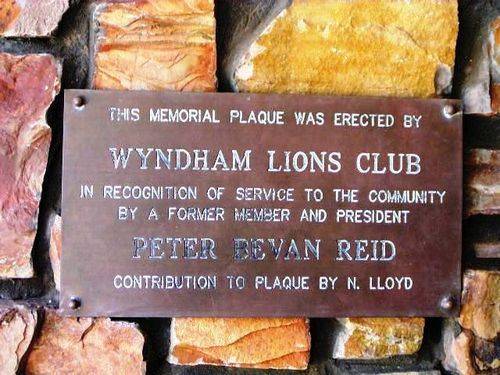 THIS MEMORIAL PLAQUE WAS ERECTED BY
WYNDHAM LIONS CLUB
IN RECOGNITION OF SERVICE TO THE COMMUNITY
BY A FORMER MEMBER AND PRESIDENT
PETER BEVAN REID
CONTRIBUTION TO PLAQUE BY N. LLOYD